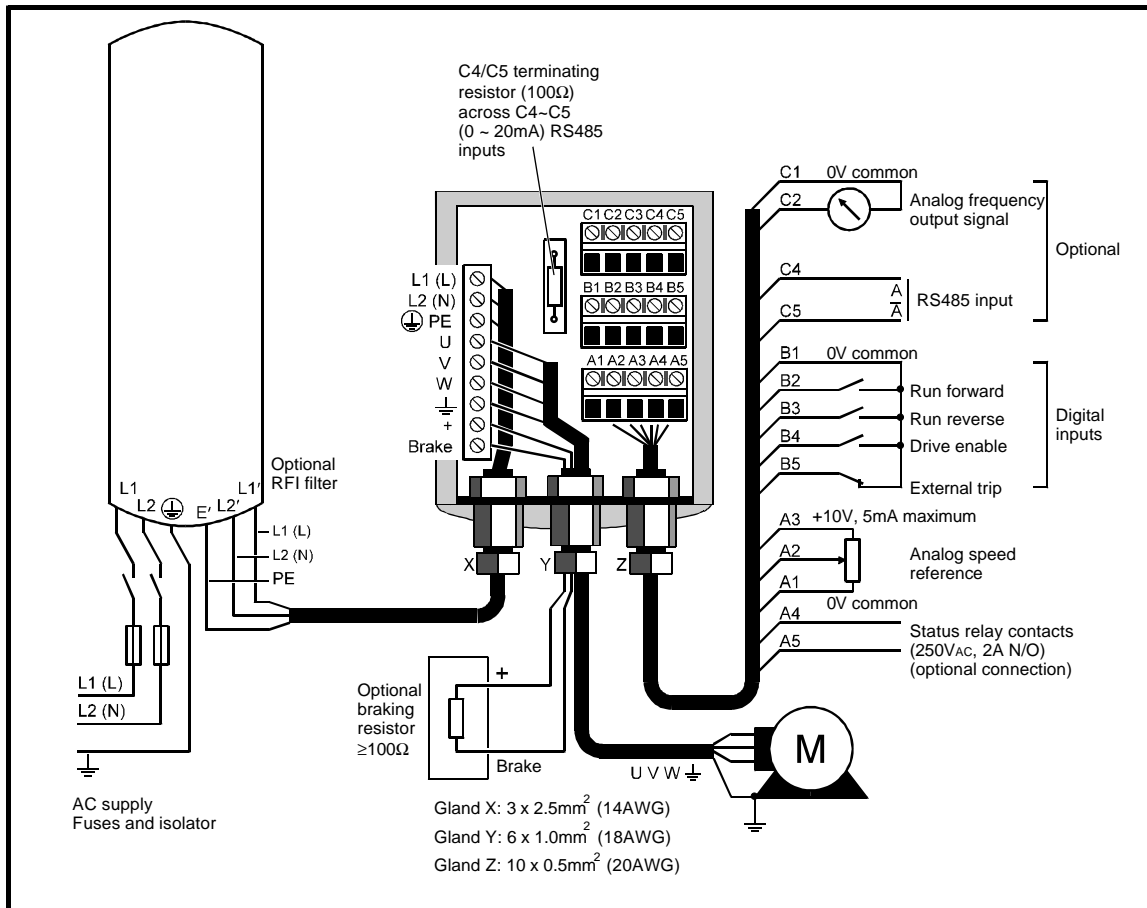 C4/C5 terminating
resistor (100Ω)
across C4~C5
(0 ~ 20mA) RS485
inputs
C1 C2 C3 C4 C5
B1 B2 B3 B4 B5
A1 A2 A3 A4 A5
L1 (L)
L2 (N)
PE
U
V
W
+
Brake
X
Y
Z
Optional
RFI filter
L1
L2
E'
L2'
L1'
L1 (L)
L2 (N)
PE
L1 (L)
L2 (N)
AC supply
Fuses and isolator
Optional
braking
resistor
≥100Ω
+
Brake
U V W
M
Gland X: 3 x 2.5mm² (14AWG)
Gland Y: 6 x 1.0mm² (18AWG)
Gland Z: 10 x 0.5mm² (20AWG)
C1 0V common
C2
Analog frequency
output signal
C4
A
A̅
RS485 input
C5
Optional
B1 0V common
B2
Run forward
B3
Run reverse
B4
Drive enable
B5
External trip
Digital
inputs
A3 +10V, 5mA maximum
A2
Analog speed
reference
A1
0V common
A4
A5
Status relay contacts
(250VAC, 2A N/O)
(optional connection)